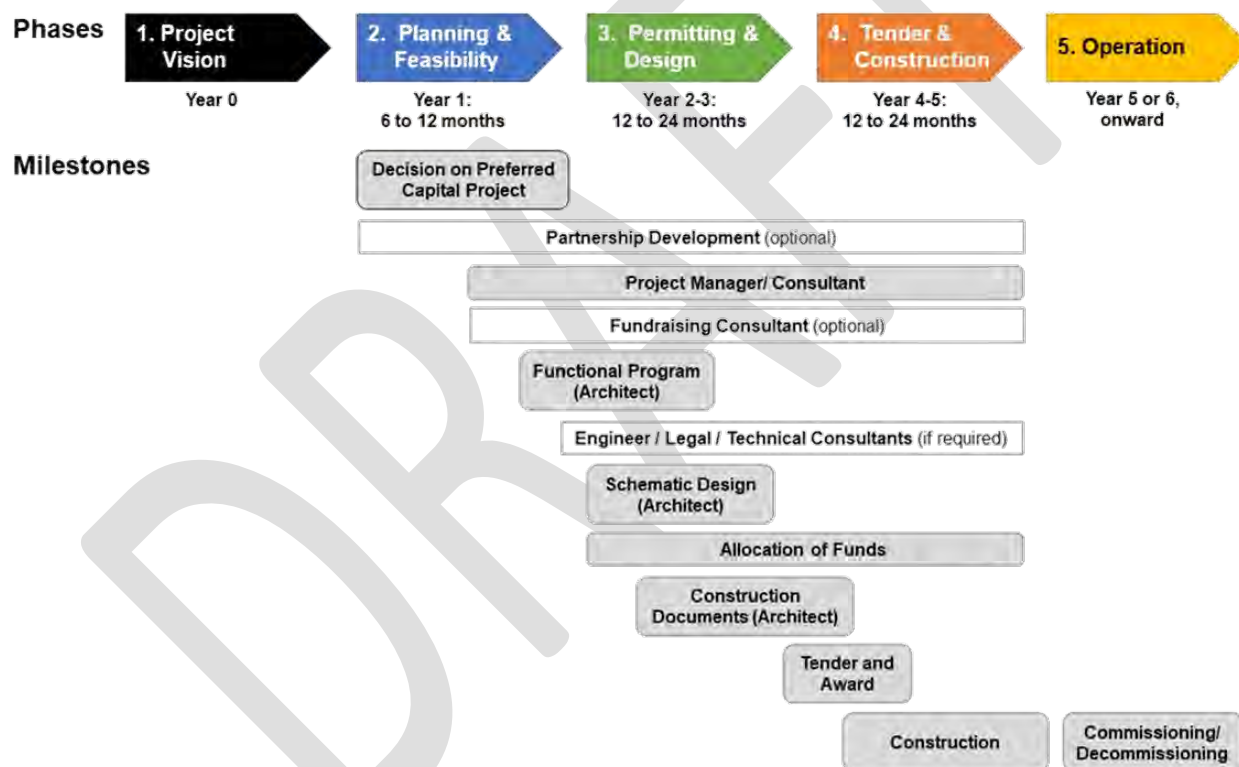 Phases
1. Project
Vision
2. Planning &
Feasibility
3. Permitting &
Design
4. Tender &
Construction
5. Operation
Year 0
Year 1:
6 to 12 months
Year 2-3:
12 to 24 months
Year 4-5:
12 to 24 months
Year 5 or 6,
onward
Milestones
Decision on Preferred
Capital Project
Partnership Development (optional)
Project Manager/ Consultant
Fundraising Consultant (optional)
Functional Program
(Architect)
Engineer / Legal / Technical Consultants (if required)
Schematic Design
(Architect)
Allocation of Funds
Construction
Documents (Architect)
Tender and
Award
Construction
Commissioning/
Decommissioning
DRAFT